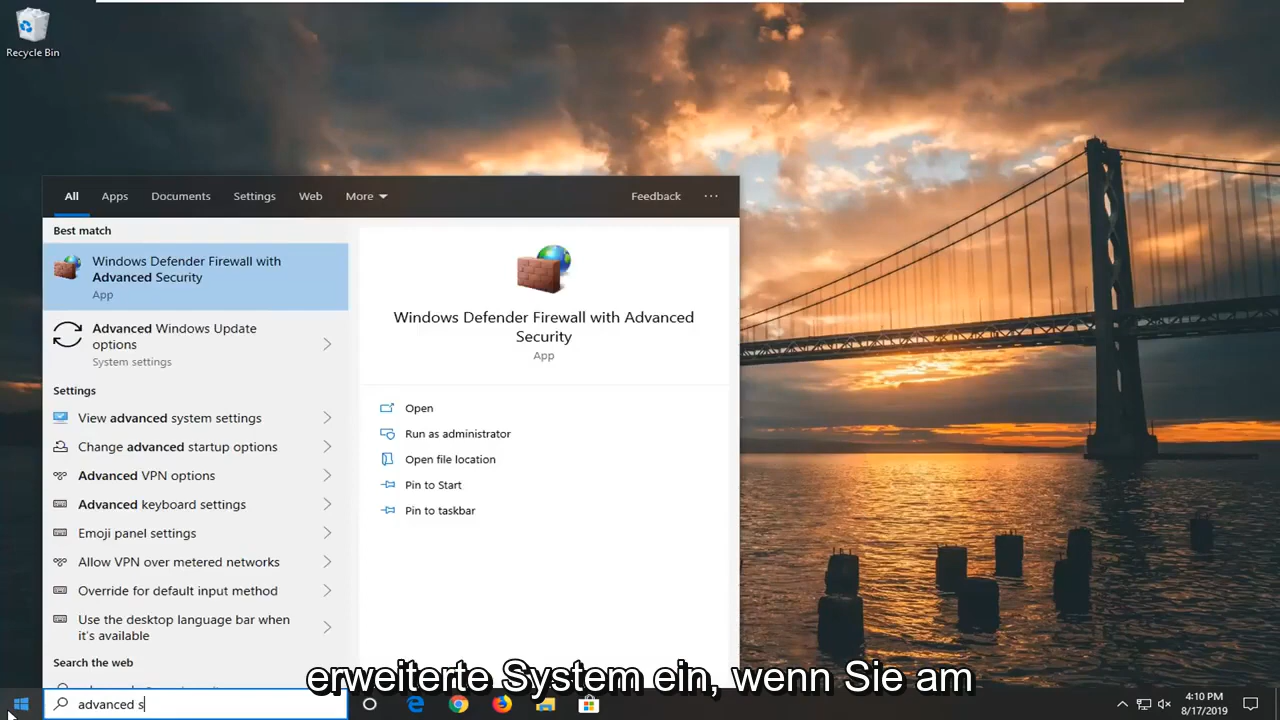 Recycle Bin
All Apps Documents Settings Web More Feedback ...
Best match
Windows Defender Firewall with
Advanced Security
App
Advanced Windows Update
options
System settings
Settings
View advanced system settings
Change advanced startup options
Advanced VPN options
Advanced keyboard settings
Emoji panel settings
Allow VPN over metered networks
Override for default input method
Use the desktop language bar when
it's available
Search the web
Windows Defender Firewall with Advanced
Security
App
Open
Run as administrator
Open file location
Pin to Start
Pin to taskbar
erweiterte System ein, wenn Sie am
advanced s
4:10 PM
8/17/2019